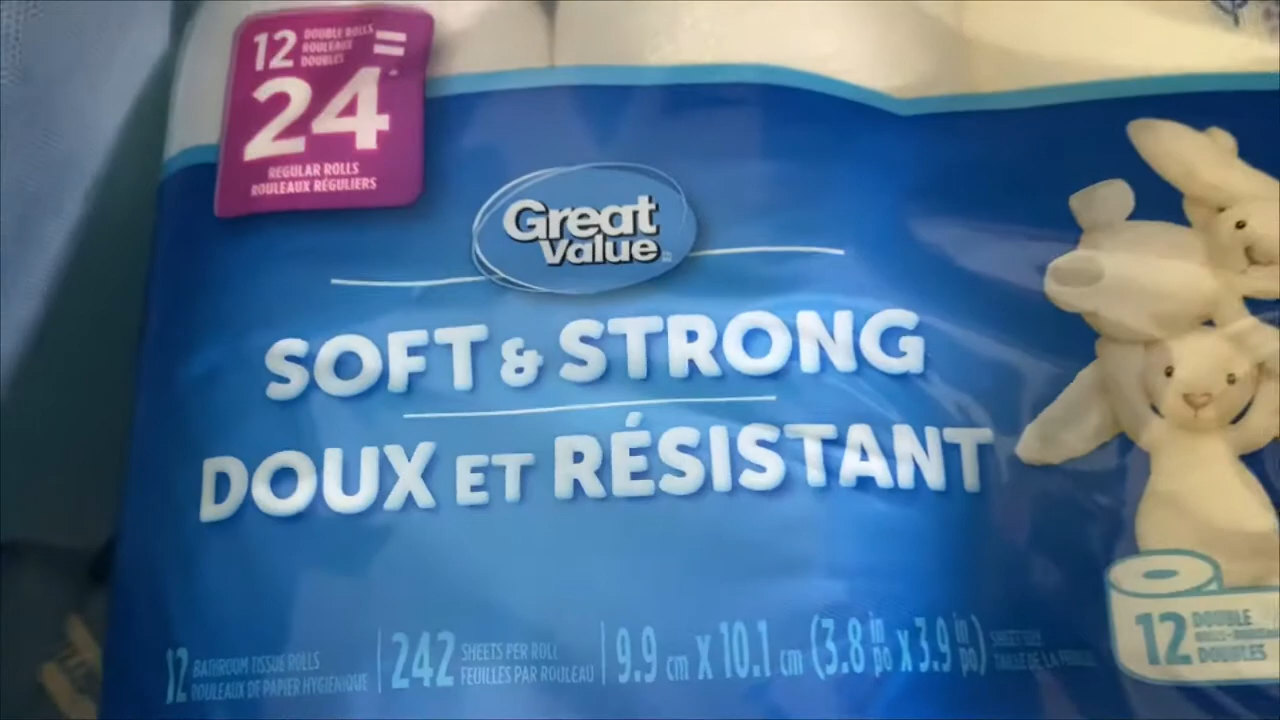 12 DOUBLE ROLLS
ROULEAUX
DOUBLES =
24
REGULAR ROLLS
ROULEAUX RÉGULIERS
Great
Value
SOFT & STRONG
DOUX ET RÉSISTANT
12 BATHROOM TISSUE ROLLS
ROULEAUX DE PAPIER HYGIÉNIQUE
242 SHEETS PER ROLL
FEUILLES PAR ROULEAU
9.9 cm X 10.1 cm (3.8 in/po X 3.9 in/po)
TAILLE DE LA
12 DOUBLE
DOUBLES